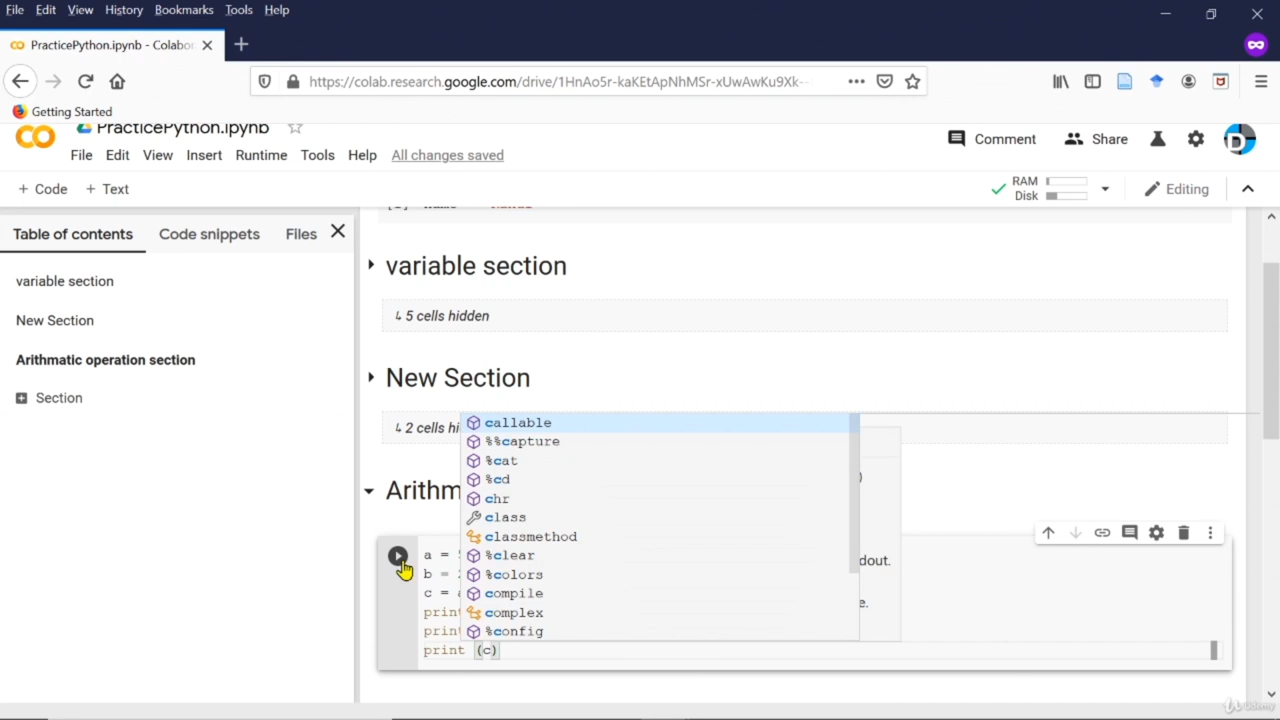 File Edit View History Bookmarks Tools Help
PracticePython.ipynb - Colabor
https://colab.research.google.com/drive/1HnAo5r-kaKEtApNhMSr-xUwAwKu9Xk--
Getting Started
PracticePython.ipynb
File Edit View Insert Runtime Tools Help All changes saved
Comment Share
+ Code + Text
RAM
Disk
Editing
Table of contents Code snippets Files
variable section
New Section
Arithmatic operation section
Section
variable section
5 cells hidden
New Section
2 cells hi
Arithm
callable
%%capture
%cat
%cd
chr
class
classmethod
%clear
%colors
compile
complex
%config
)
dout.
e.
a =
b =
c =
print
print
print (c)
Udemy